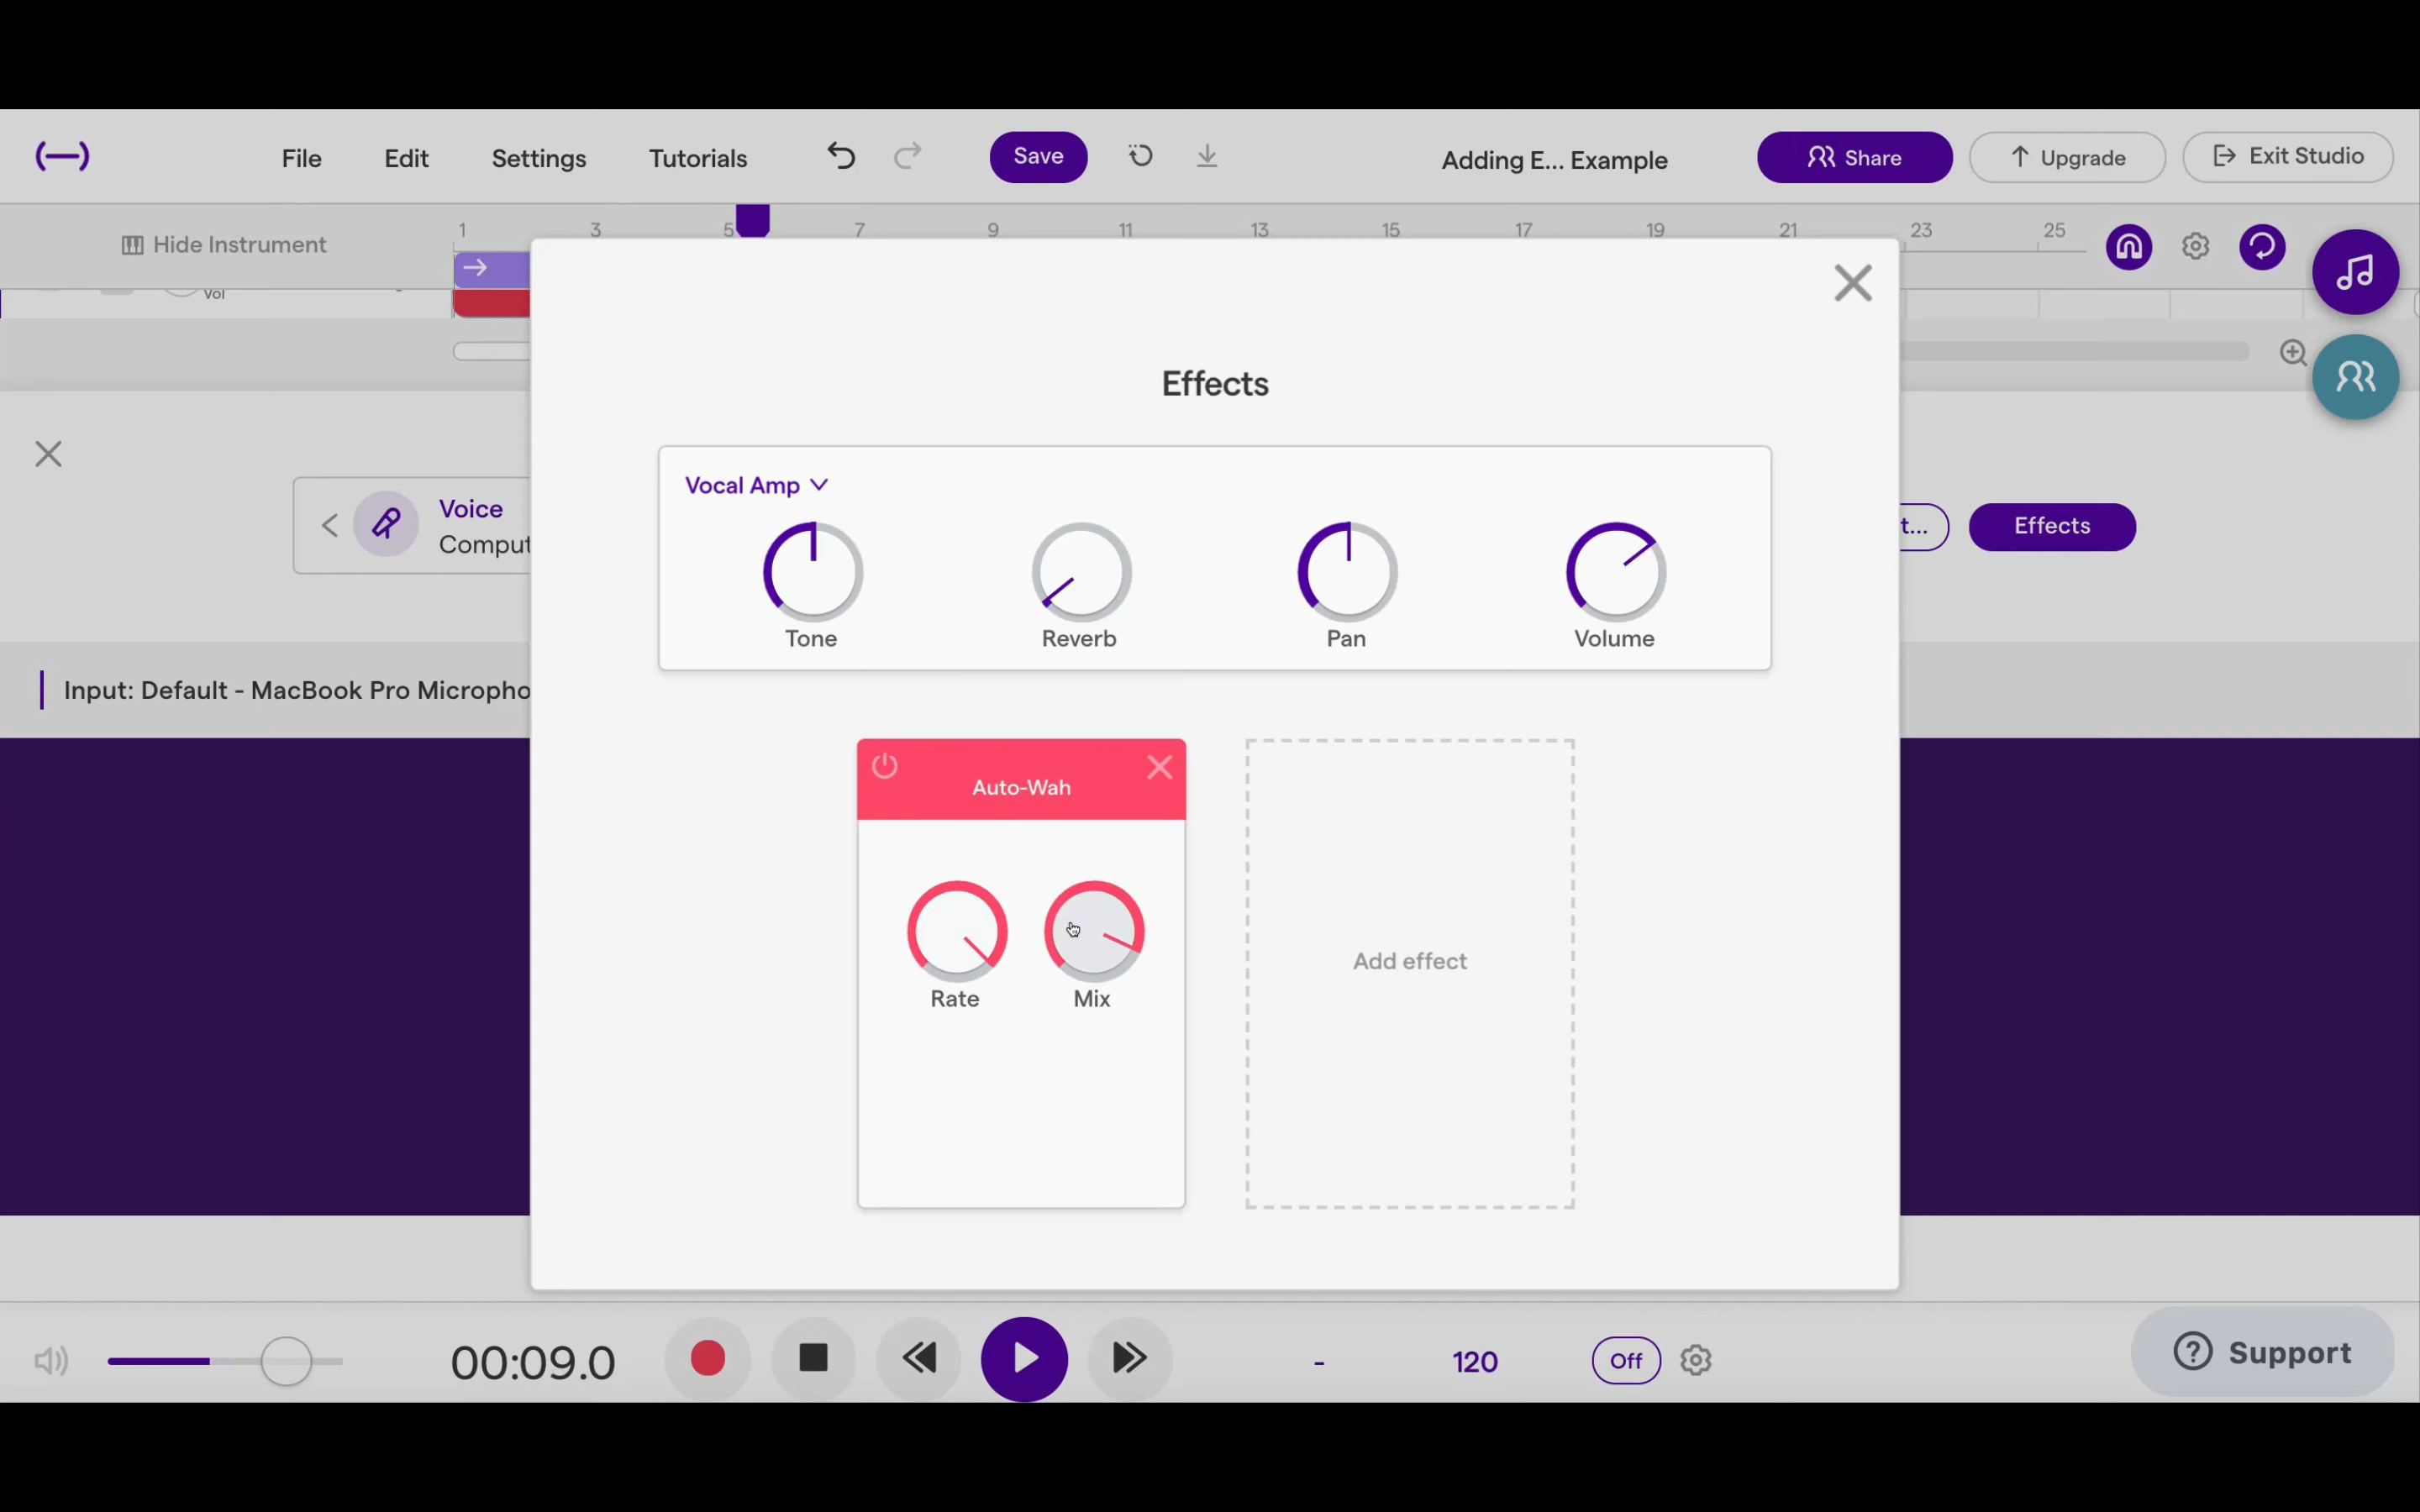 File Edit Settings Tutorials Save Adding E... Example Share Upgrade Exit Studio
Hide Instrument 1 3 5 7 9 11 13 15 17 19 21 23 25
Vol
Effects
Vocal Amp
Voice
Comput
t... Effects
Tone Reverb Pan Volume
Input: Default - MacBook Pro Micropho
Auto-Wah
Add effect
Rate Mix
00:09.0 - 120 Off Support